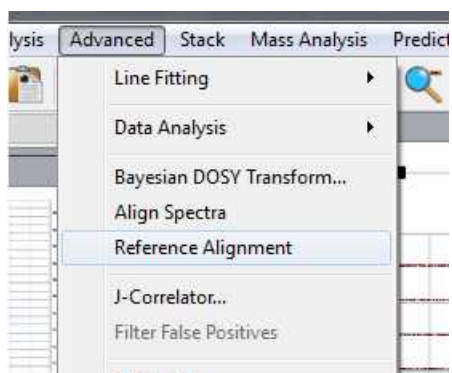 lysis Advanced Stack Mass Analysis Predict
Line Fitting
Data Analysis
Bayesian DOSY Transform...
Align Spectra
Reference Alignment
J-Correlator...
Filter False Positives